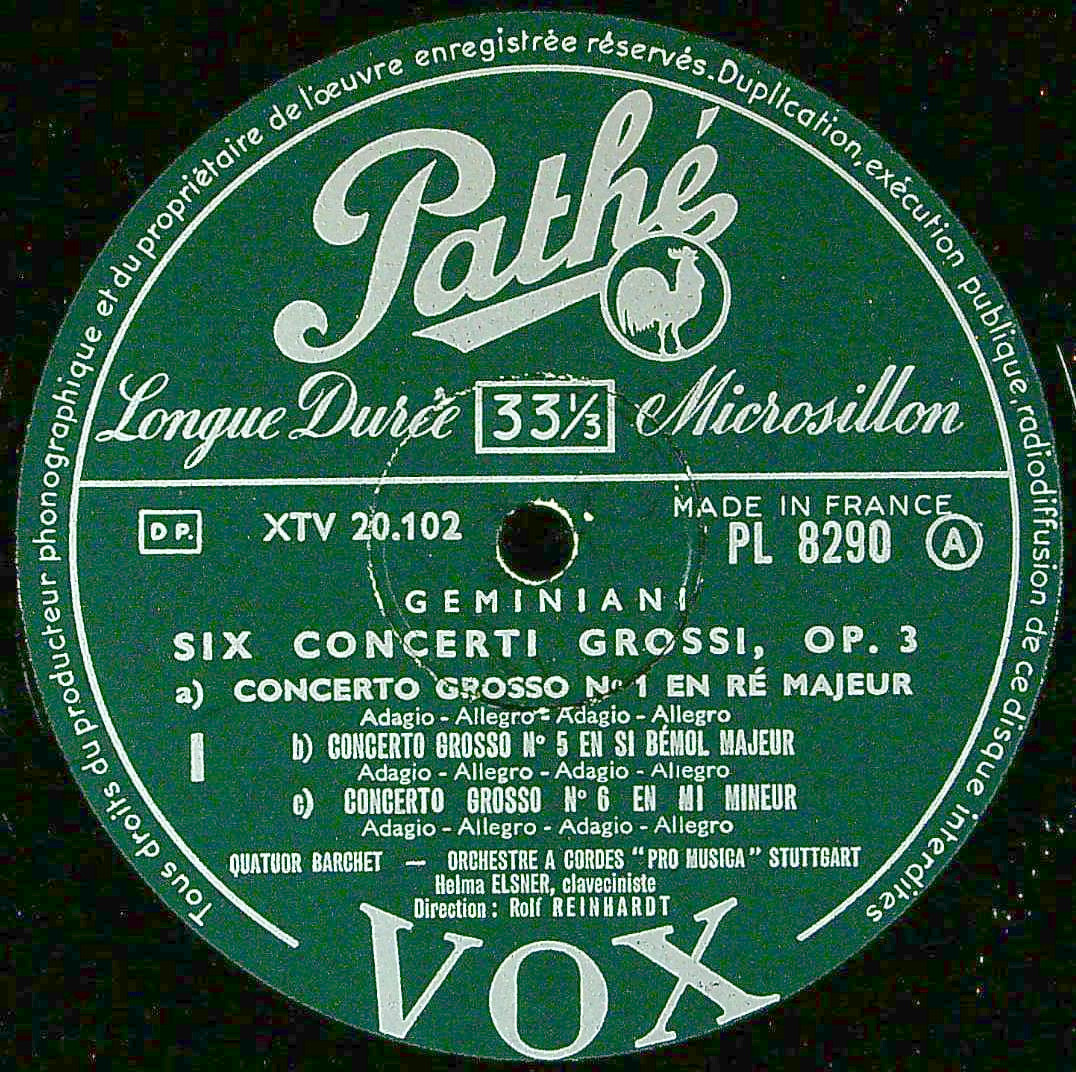 Tous droits du producteur phonographique et du propriétaire de l'œuvre enregistrée réservés. Duplication, exécution publique, radiodiffusion de ce disque interdites
Pathé
Longue Durée 33⅓ Microsillon
MADE IN FRANCE
DP. XTV 20.102 PL 8290 A
GEMINIANI
SIX CONCERTI GROSSI, OP. 3
a) CONCERTO GROSSO Nº 1 EN RÉ MAJEUR
Adagio - Allegro - Adagio - Allegro
I b) CONCERTO GROSSO Nº 5 EN SI BÉMOL MAJEUR
Adagio - Allegro - Adagio - Allegro
c) CONCERTO GROSSO Nº 6 EN MI MINEUR
Adagio - Allegro - Adagio - Allegro
QUATUOR BARCHET — ORCHESTRE A CORDES "PRO MUSICA" STUTTGART
Helma ELSNER, claveciniste
Direction : Rolf REINHARDT
VOX